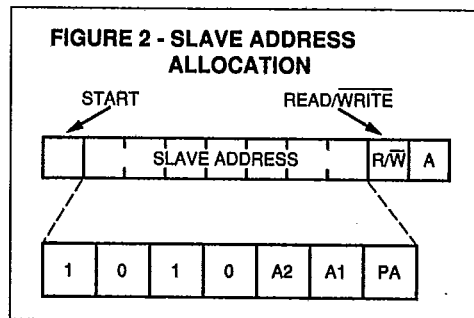 FIGURE 2 - SLAVE ADDRESS
ALLOCATION
START READ/WRITE
SLAVE ADDRESS R/W A
1 0 1 0 A2 A1 PA